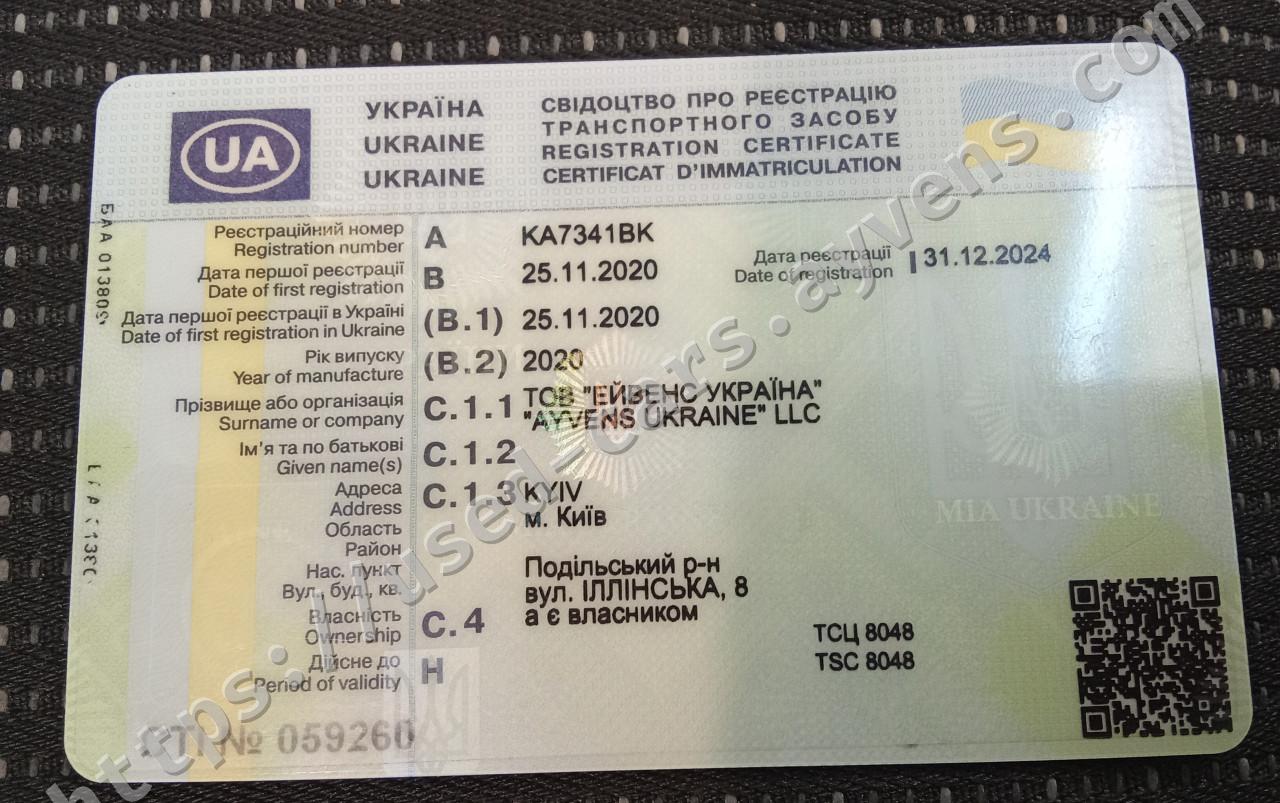 UA
УКРАЇНА
UKRAINE
UKRAINE
СВІДОЦТВО ПРО РЕЄСТРАЦІЮ
ТРАНСПОРТНОГО ЗАСОБУ
REGISTRATION CERTIFICATE
CERTIFICAT D'IMMATRICULATION
Реєстраційний номер
Registration number
A
KA7341BK
Дата реєстрації
Date of registration
I
31.12.2024
Дата першої реєстрації
Date of first registration
B
25.11.2020
Дата першої реєстрації в Україні
Date of first registration in Ukraine
(B.1)
25.11.2020
Рік випуску
Year of manufacture
(B.2)
2020
Прізвище або організація
Surname or company
C.1.1
ТОВ "ЕЙВЕНС УКРАЇНА"
"AYVENS UKRAINE" LLC
Ім'я та по батькові
Given name(s)
C.1.2
Адреса
Address
Область
Район
Нас. пункт
Вул., буд., кв.
C.1.3
KYIV
м. Київ
Подільський р-н
вул. ІЛЛІНСЬКА, 8
Власність
Ownership
C.4
а є власником
Дійсне до
Period of validity
H
ТСЦ 8048
TSC 8048
MIA UKRAINE
№ 059260
https://used-cars.ayvens.com